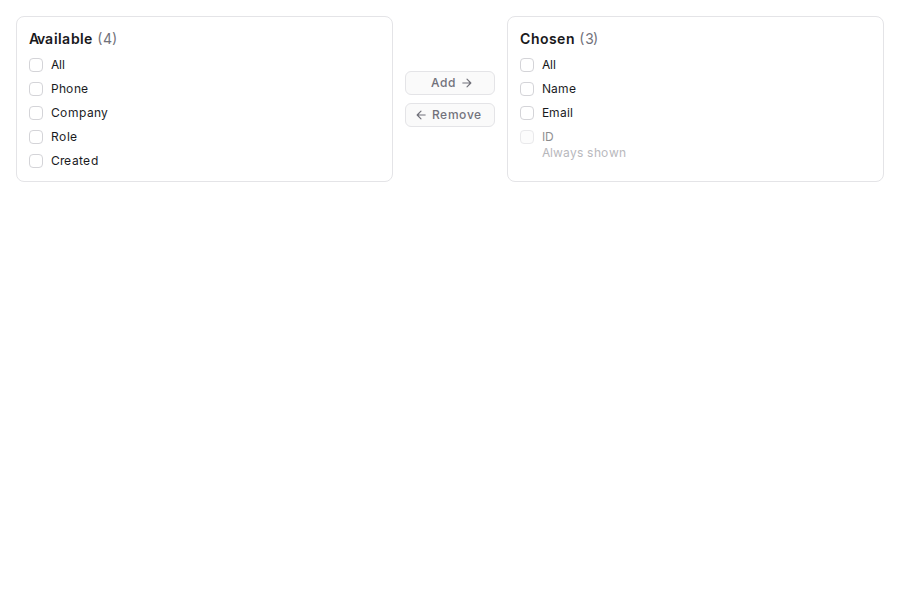 Available (4)
All
Phone
Company
Role
Created
Add
Remove
Chosen (3)
All
Name
Email
ID
Always shown